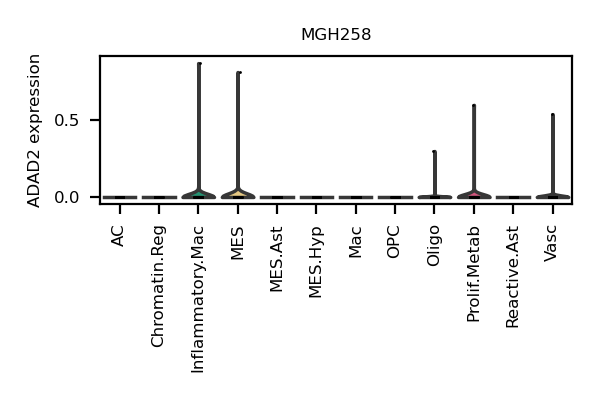 MGH258
ADAD2 expression
0.5
0.0
AC
Chromatin.Reg
Inflammatory.Mac
MES
MES.Ast
MES.Hyp
Mac
OPC
Oligo
Prolif.Metab
Reactive.Ast
Vasc